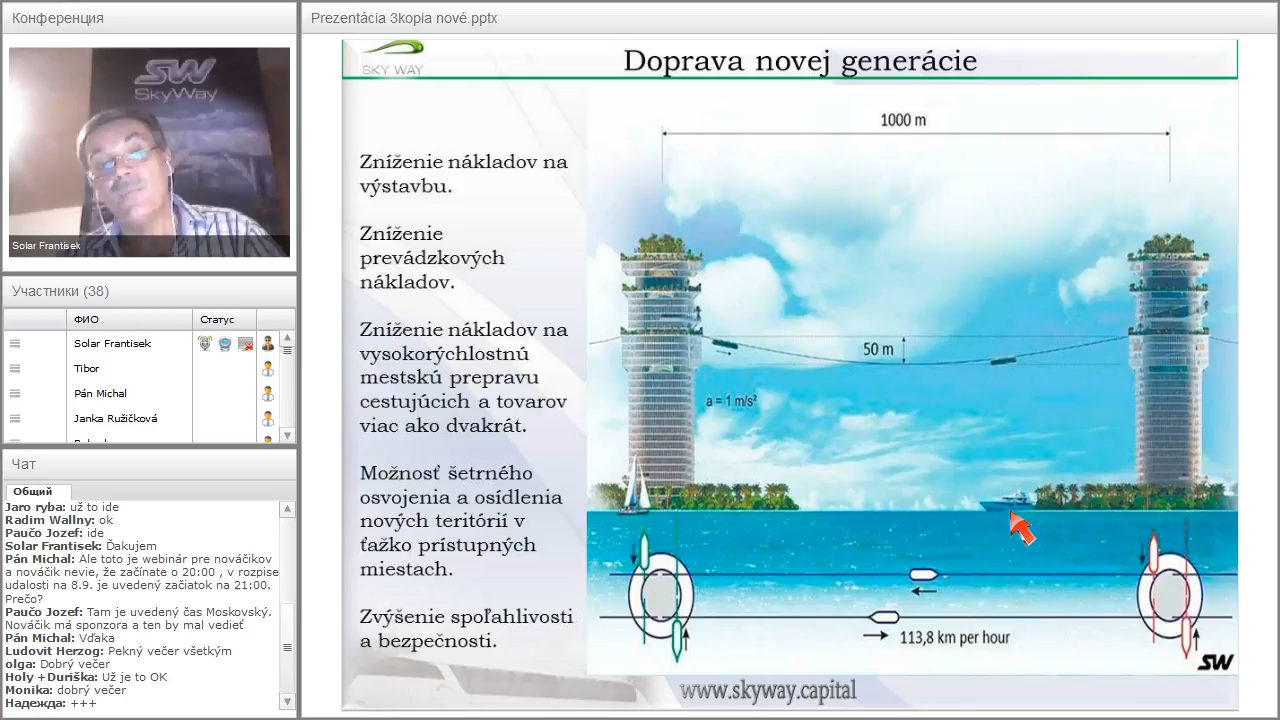 Конференция
SW
SkyWay
Solar Frantisek
Участники (38)
ФИО
Статус
Solar Frantisek
Tibor
Pán Michal
Janka Ružičková
Чат
Общий
Jaro ryba: už to ide
Radim Wallny: ok
Paučo Jozef: ide
Solar Frantisek: Ďakujem
Pán Michal: Ale toto je webinár pre nováčikov
a nováčik nevie, že začínate o 20:00 , v rozpise
udalosti na 8.9. je uvedený začiatok na 21:00.
Prečo?
Paučo Jozef: Tam je uvedený čas Moskovský.
Nováčik má sponzora a ten by mal vedieť
Pán Michal: Vďaka
Ludovit Herzog: Pekný večer všetkým
olga: Dobrý večer
Holy +Duriška: Už je to OK
Monika: dobrý večer
Надежда: +++
Prezentácia 3kopia nové.pptx
SKY WAY
Doprava novej generácie
Zníženie nákladov na
výstavbu.
Zníženie
prevádzkových
nákladov.
Zníženie nákladov na
vysokorýchlostnú
mestskú prepravu
cestujúcich a tovarov
viac ako dvakrát.
Možnosť šetrného
osvojenia a osídlenia
nových teritórií v
ťažko prístupných
miestach.
Zvýšenie spoľahlivosti
a bezpečnosti.
1000 m
50 m
a = 1 m/s²
113,8 km per hour
SW
www.skyway.capital